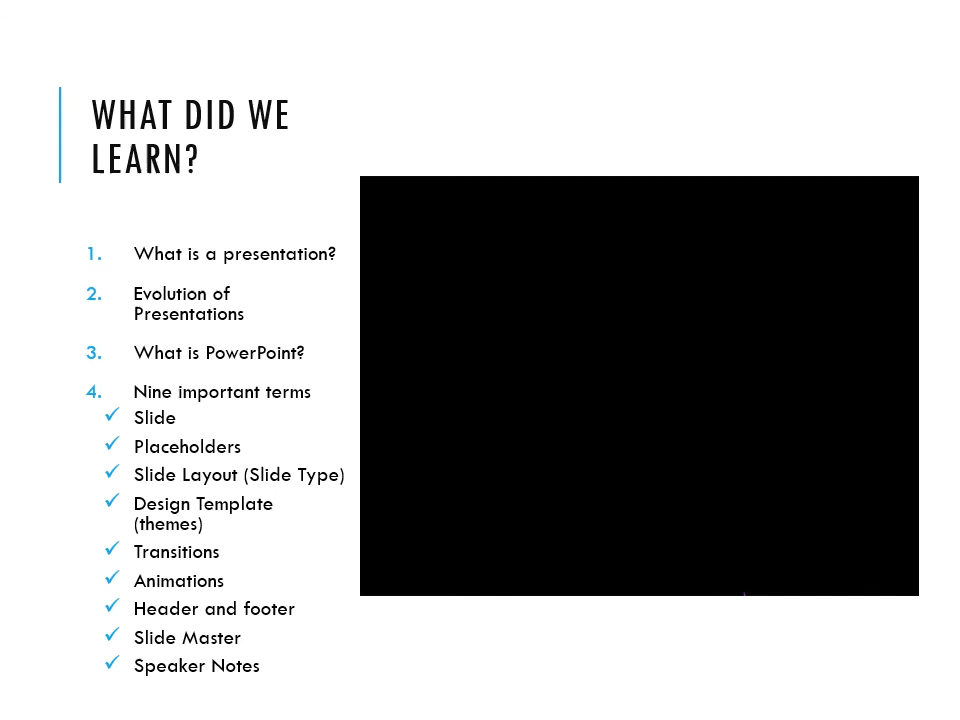 WHAT DID WE
LEARN?
1. What is a presentation?
2. Evolution of
Presentations
3. What is PowerPoint?
4. Nine important terms
✓ Slide
✓ Placeholders
✓ Slide Layout (Slide Type)
✓ Design Template
(themes)
✓ Transitions
✓ Animations
✓ Header and footer
✓ Slide Master
✓ Speaker Notes